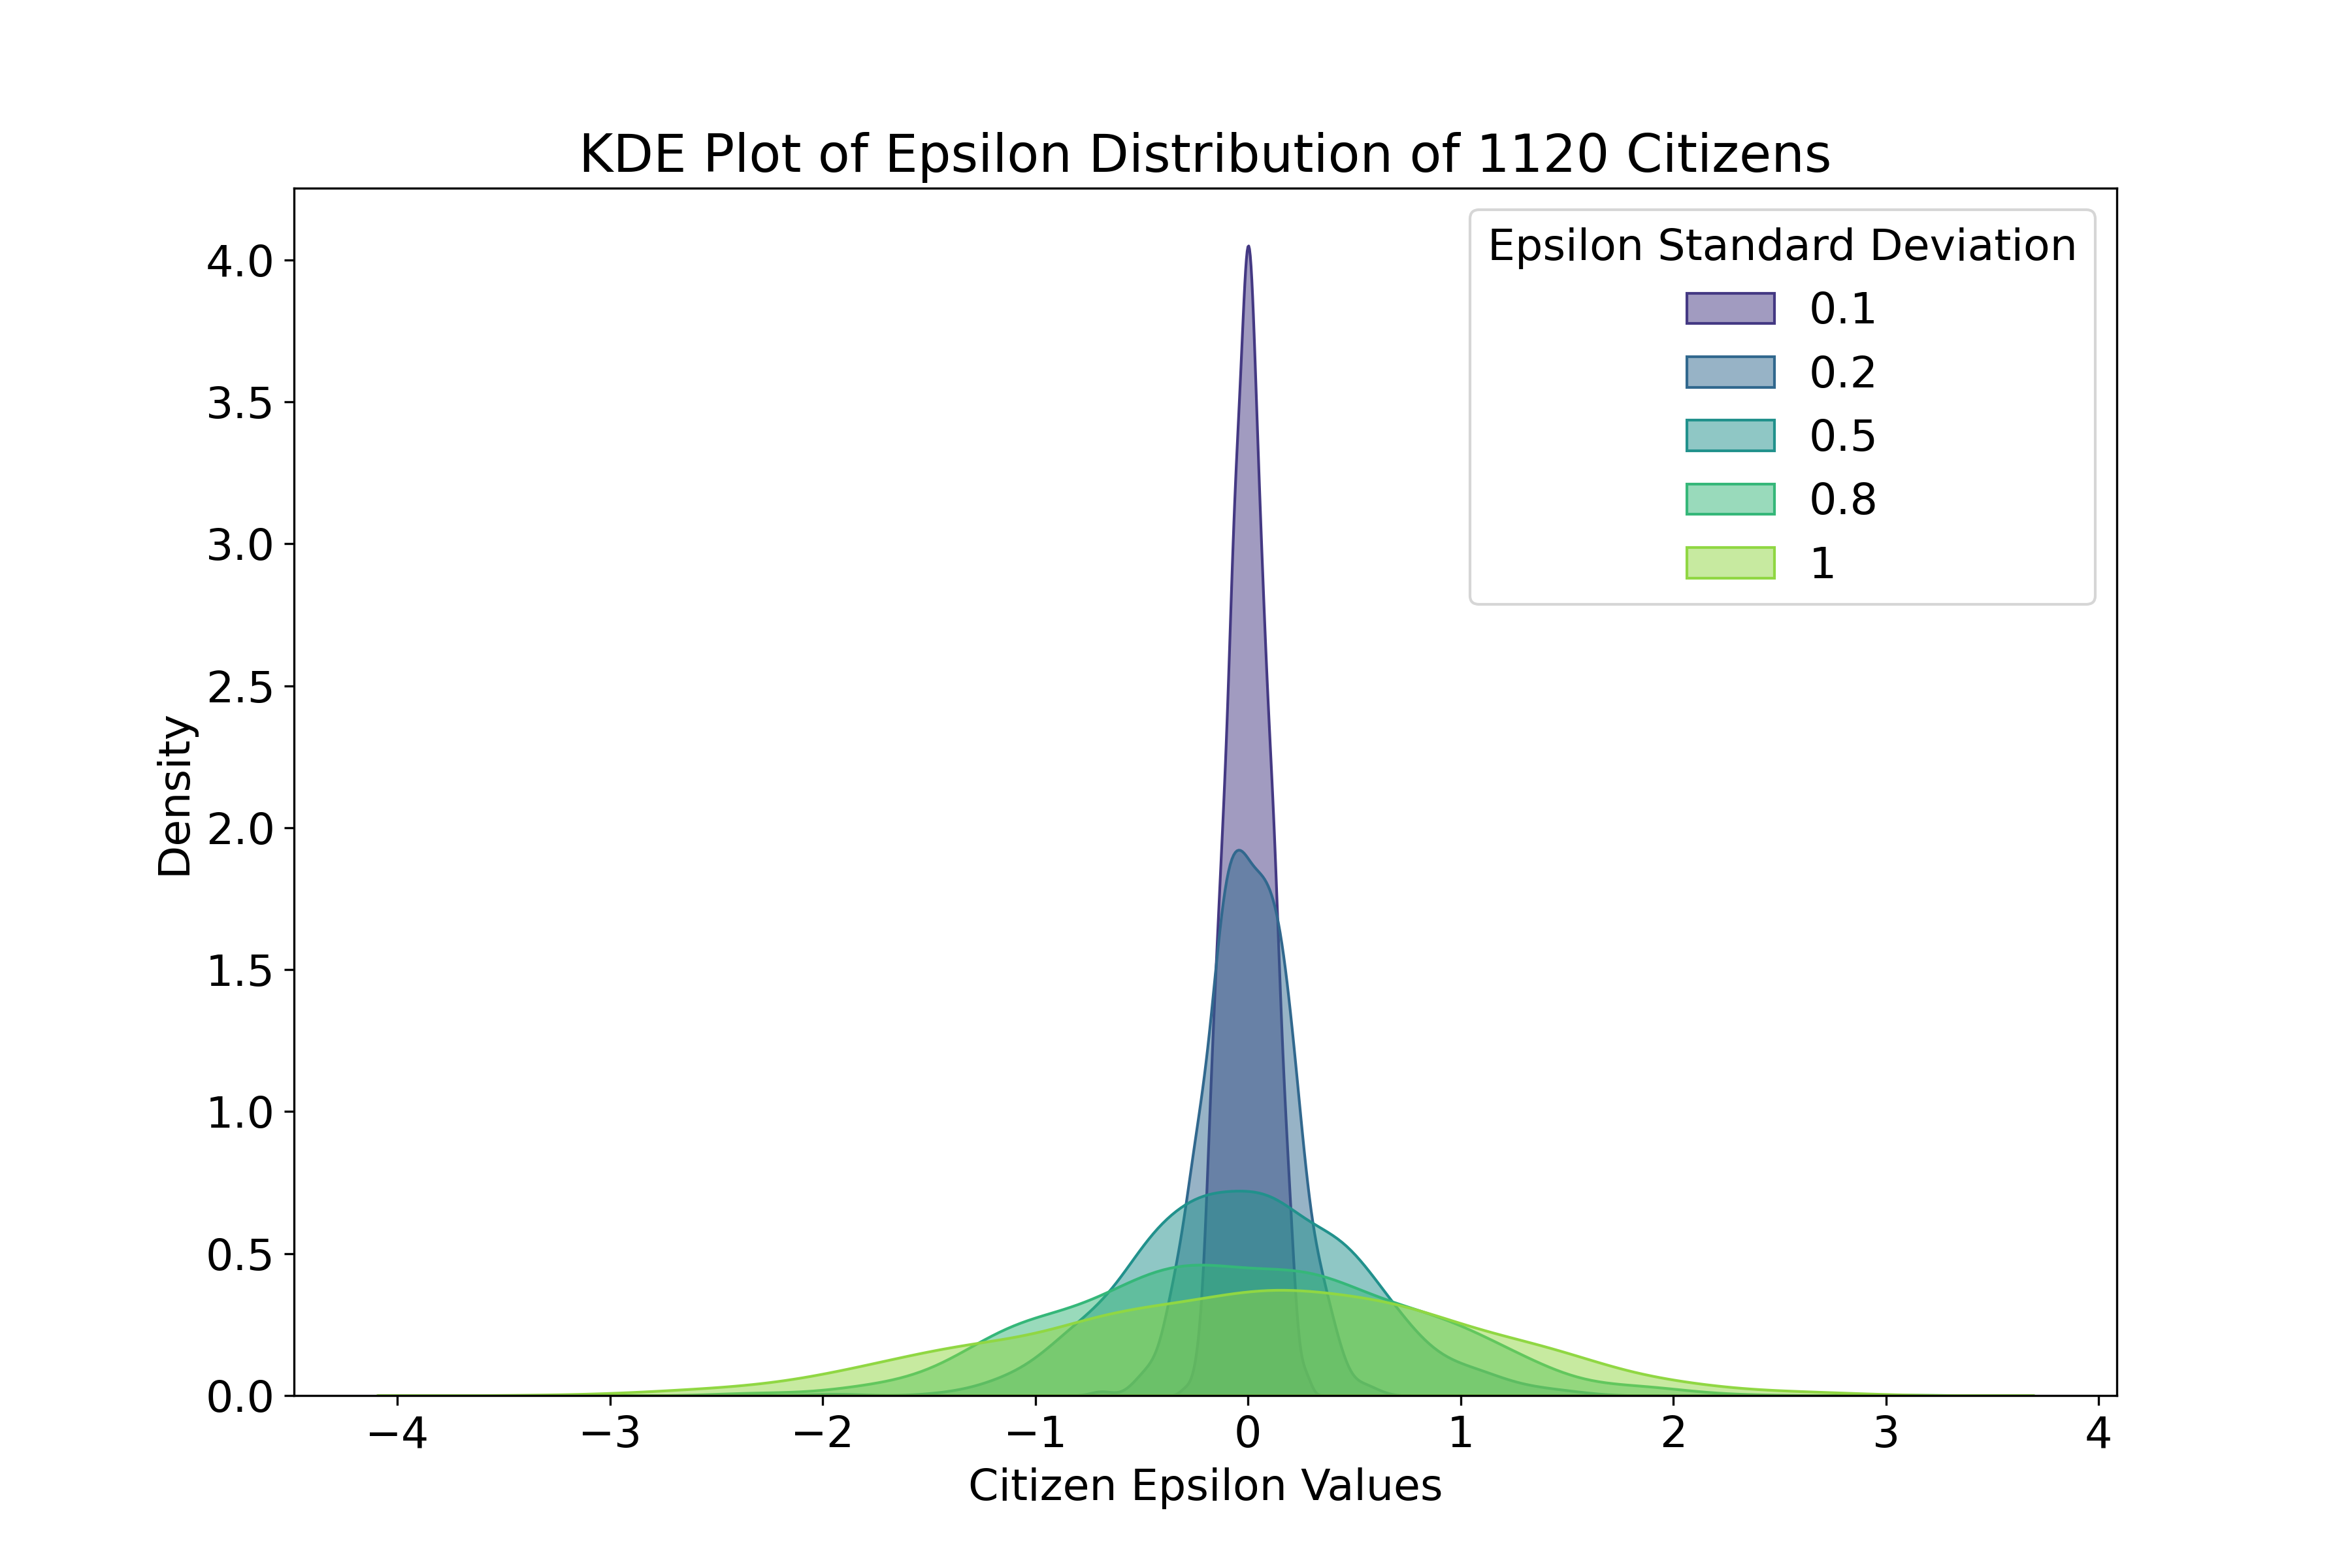 KDE Plot of Epsilon Distribution of 1120 Citizens
Epsilon Standard Deviation
0.1
0.2
0.5
0.8
1
Density
4.0
3.5
3.0
2.5
2.0
1.5
1.0
0.5
0.0
−4 −3 −2 −1 0 1 2 3 4
Citizen Epsilon Values